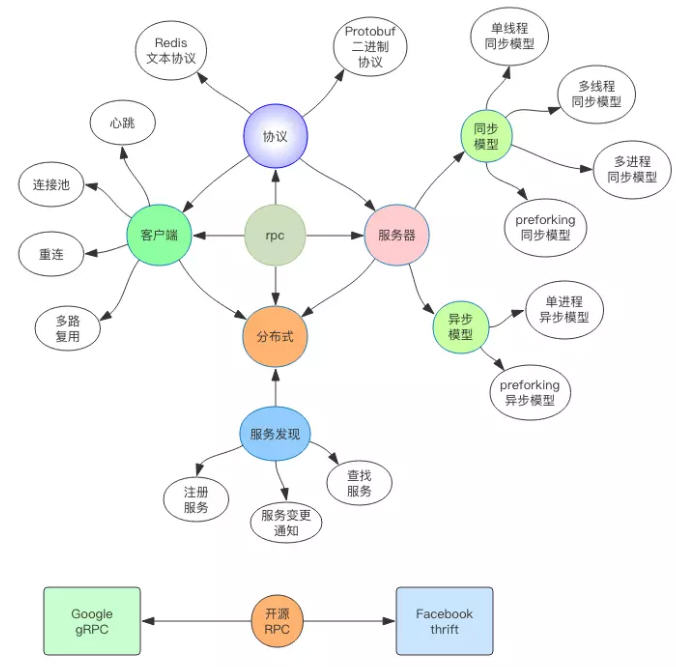 Redis
文本协议
Protobuf
二进制
协议
协议
单线程
同步模型
多线程
同步模型
同步
模型
多进程
同步模型
preforking
同步模型
心跳
连接池
重连
多路
复用
客户端
rpc
服务器
分布式
异步
模型
单进程
异步模型
preforking
异步模型
服务发现
注册
服务
服务变更
通知
查找
服务
Google
gRPC
开源
RPC
Facebook
thrift